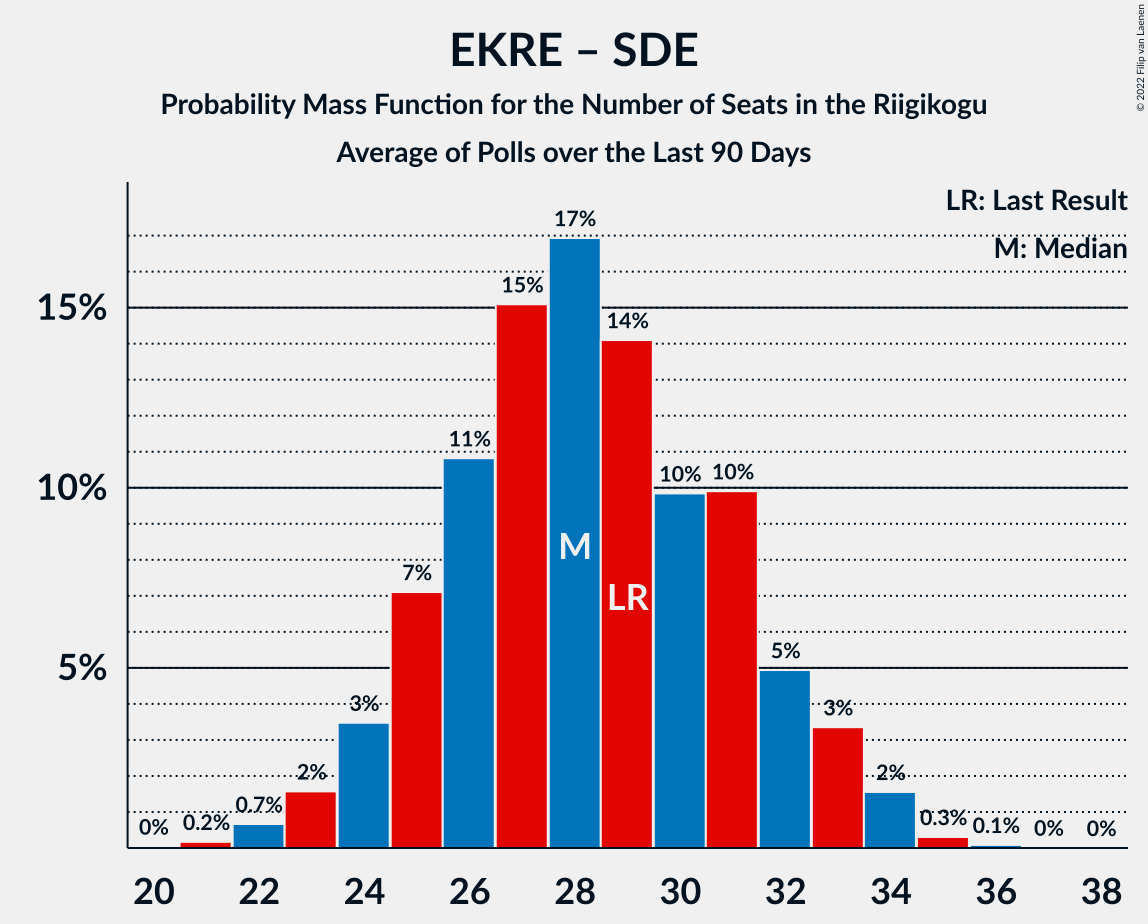 EKRE – SDE
Probability Mass Function for the Number of Seats in the Riigikogu
Average of Polls over the Last 90 Days
© 2022 Filip van Laenen
LR: Last Result
M: Median
15%
10%
5%
0%
0.2%
0.7%
2%
3%
7%
11%
15%
17%
14%
10%
10%
5%
3%
2%
0.3%
0.1%
0%
0%
M
LR
20 22 24 26 28 30 32 34 36 38